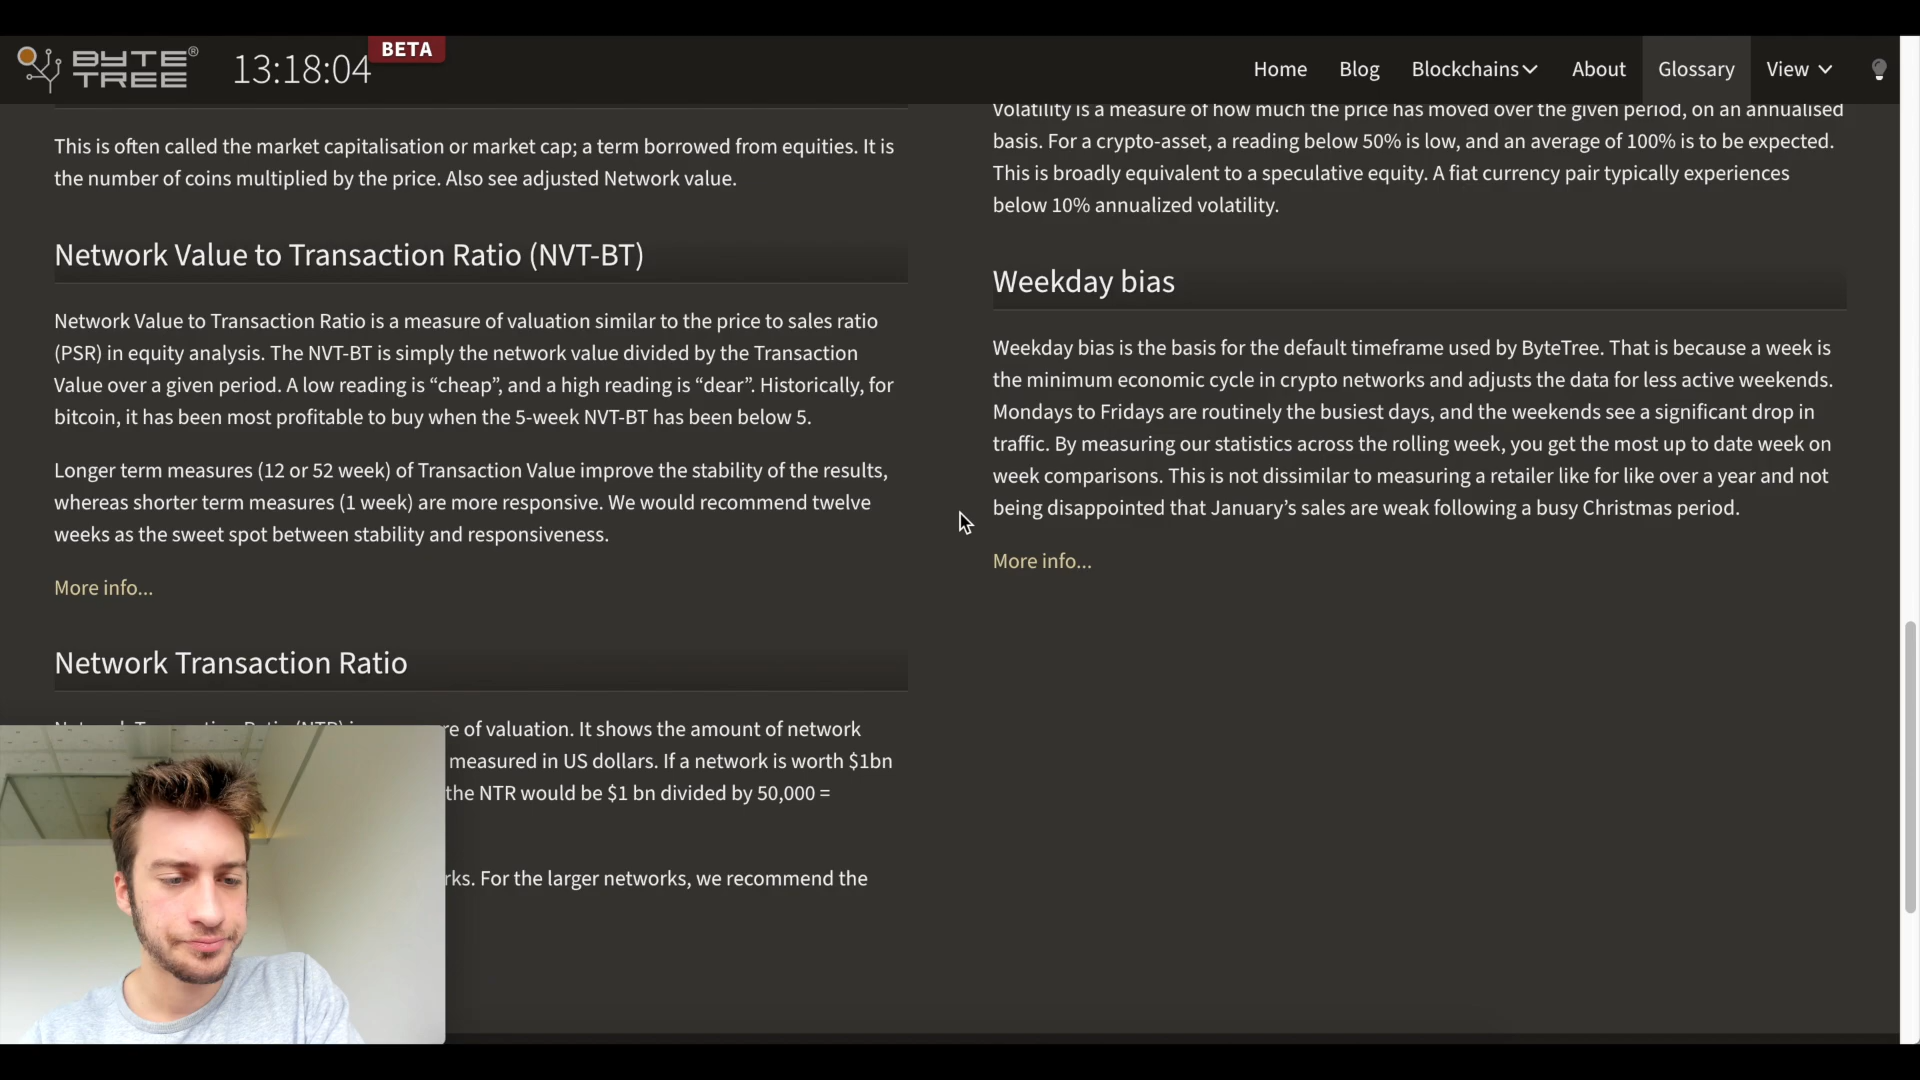 BYTE TREE®
13:18:04
BETA
Home
Blog
Blockchains
About
Glossary
View
This is often called the market capitalisation or market cap; a term borrowed from equities. It is
the number of coins multiplied by the price. Also see adjusted Network value.
Network Value to Transaction Ratio (NVT-BT)
Network Value to Transaction Ratio is a measure of valuation similar to the price to sales ratio
(PSR) in equity analysis. The NVT-BT is simply the network value divided by the Transaction
Value over a given period. A low reading is “cheap”, and a high reading is “dear”. Historically, for
bitcoin, it has been most profitable to buy when the 5-week NVT-BT has been below 5.
Longer term measures (12 or 52 week) of Transaction Value improve the stability of the results,
whereas shorter term measures (1 week) are more responsive. We would recommend twelve
weeks as the sweet spot between stability and responsiveness.
More info...
Network Transaction Ratio
of valuation. It shows the amount of network
measured in US dollars. If a network is worth $1bn
the NTR would be $1 bn divided by 50,000 =
For the larger networks, we recommend the
Volatility is a measure of how much the price has moved over the given period, on an annualised
basis. For a crypto-asset, a reading below 50% is low, and an average of 100% is to be expected.
This is broadly equivalent to a speculative equity. A fiat currency pair typically experiences
below 10% annualized volatility.
Weekday bias
Weekday bias is the basis for the default timeframe used by ByteTree. That is because a week is
the minimum economic cycle in crypto networks and adjusts the data for less active weekends.
Mondays to Fridays are routinely the busiest days, and the weekends see a significant drop in
traffic. By measuring our statistics across the rolling week, you get the most up to date week on
week comparisons. This is not dissimilar to measuring a retailer like for like over a year and not
being disappointed that January’s sales are weak following a busy Christmas period.
More info...